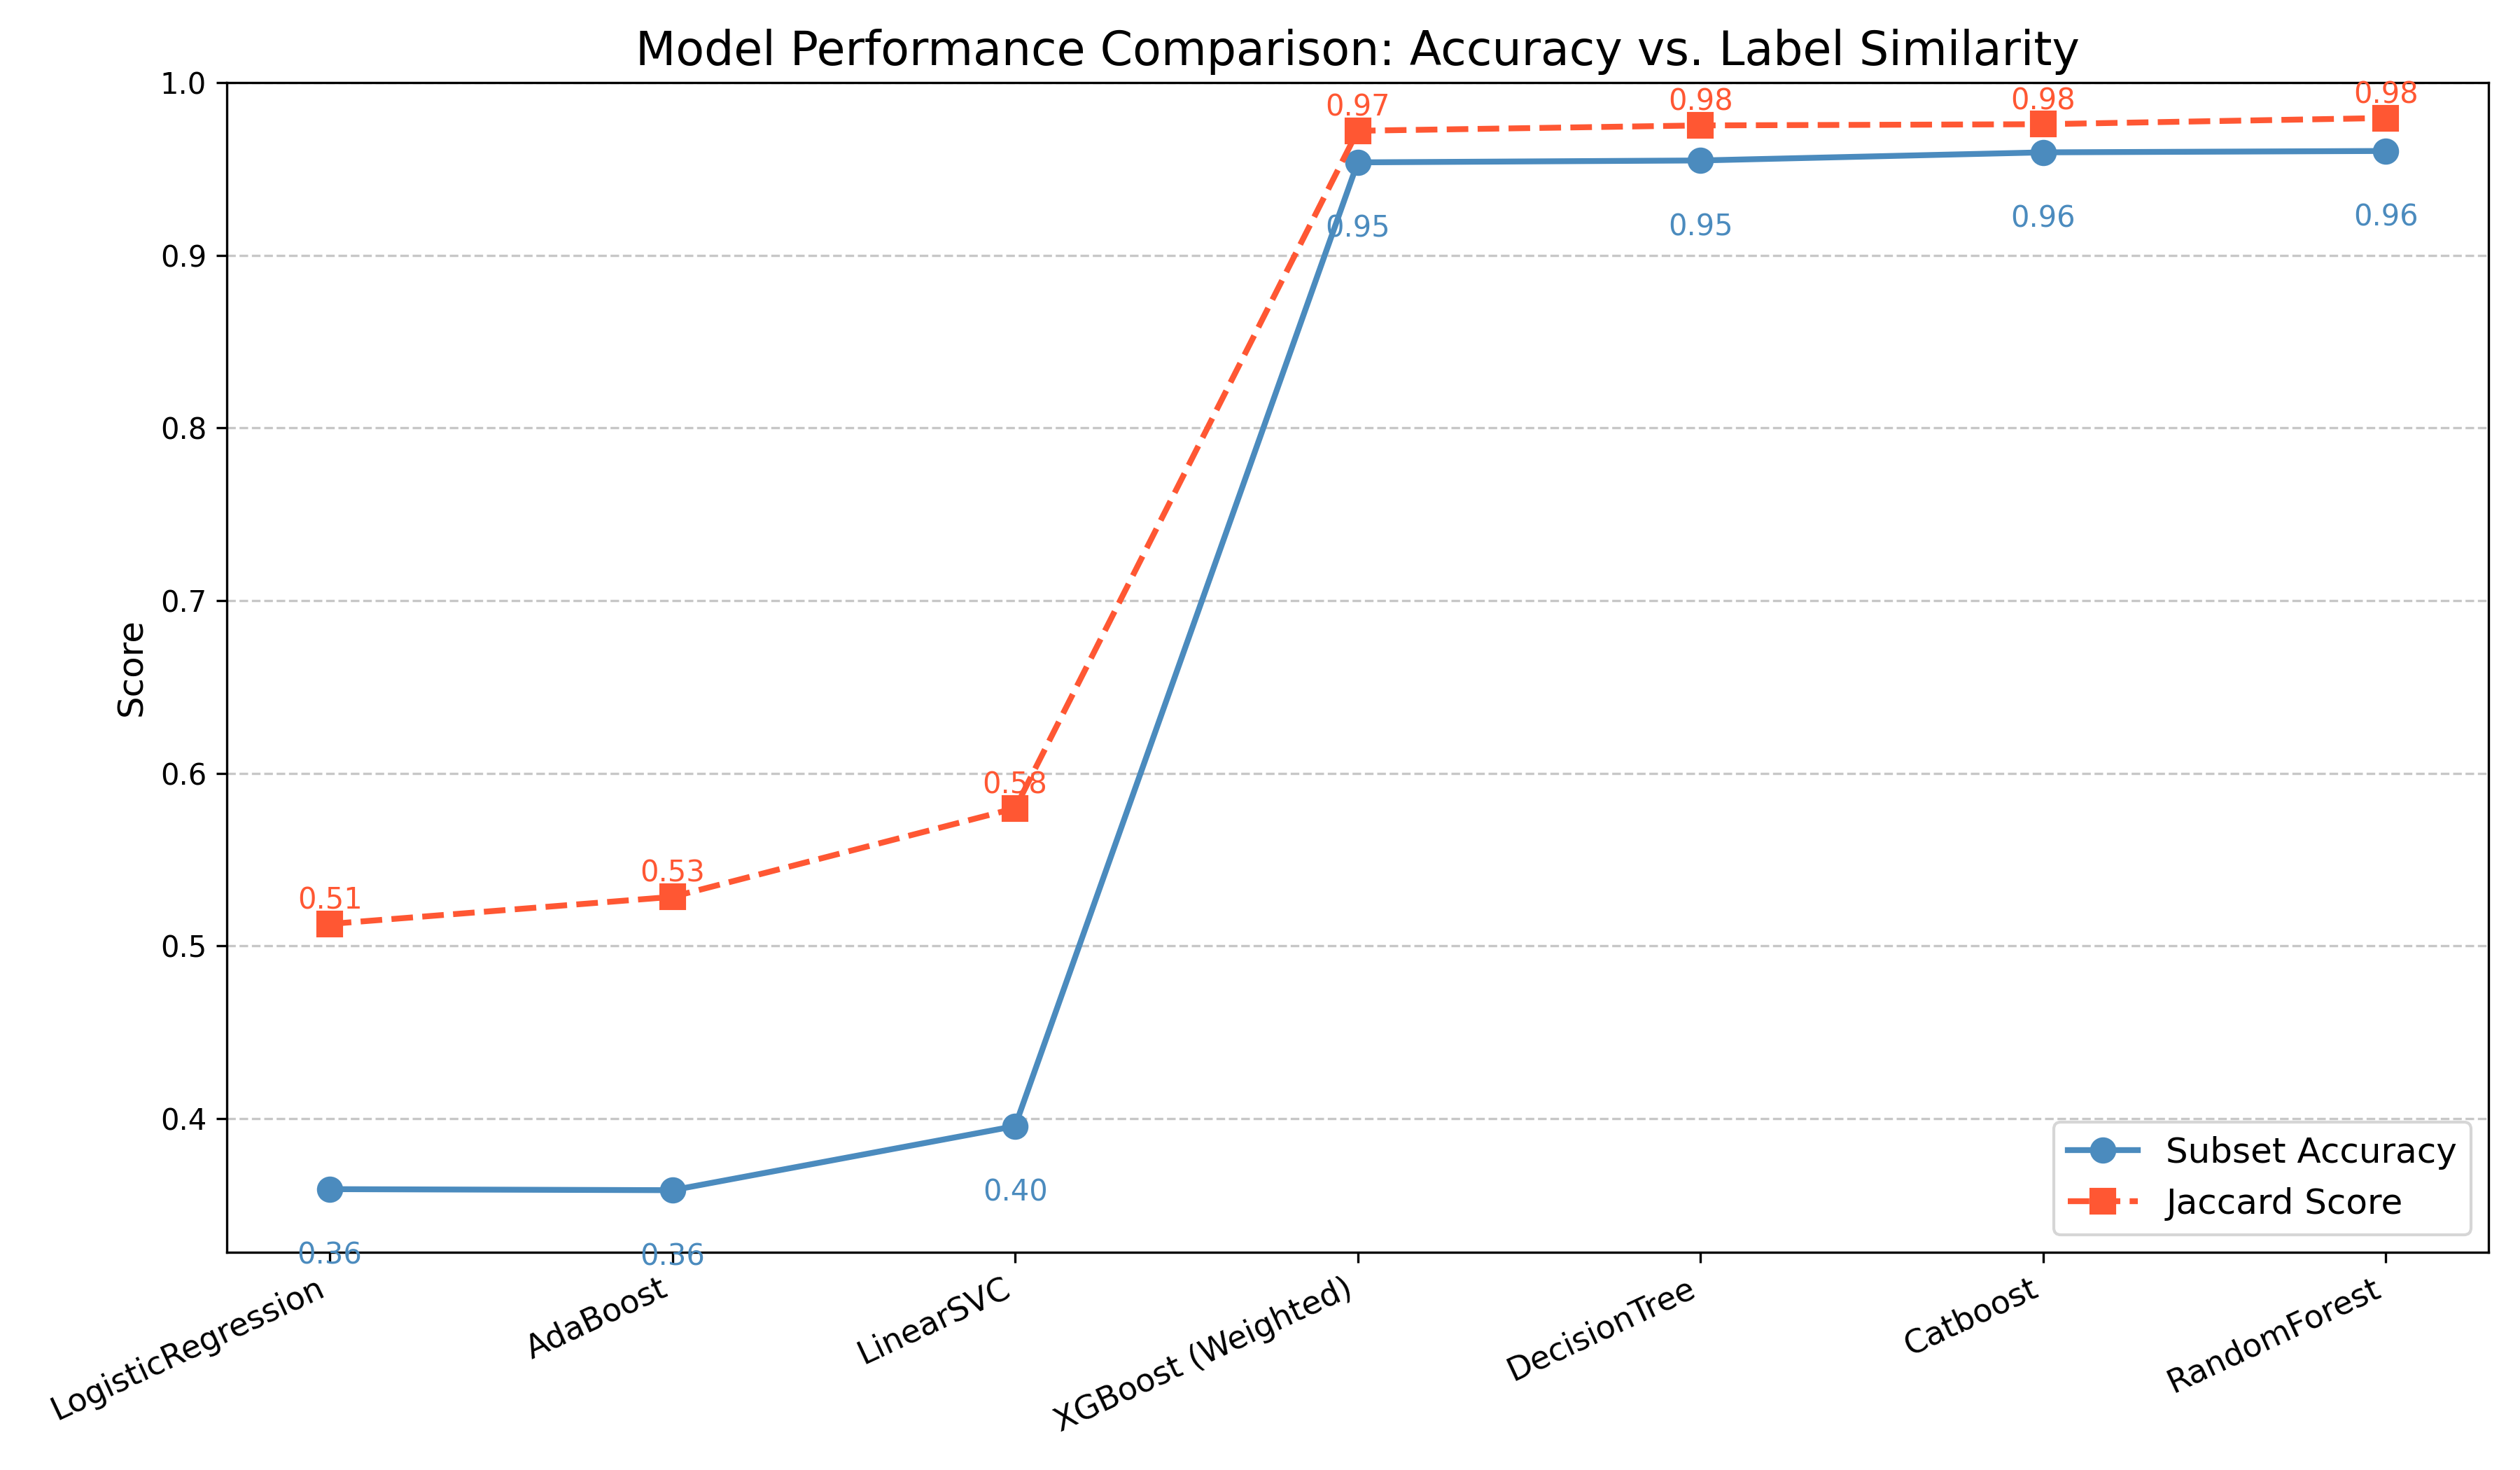 Model Performance Comparison: Accuracy vs. Label Similarity
1.0
0.9
0.8
0.7
0.6
0.5
0.4
Score
0.51
0.53
0.58
0.97
0.98
0.98
0.98
0.36
0.36
0.40
0.95
0.95
0.96
0.96
Subset Accuracy
Jaccard Score
LogisticRegression
AdaBoost
LinearSVC
XGBoost (Weighted)
DecisionTree
Catboost
RandomForest